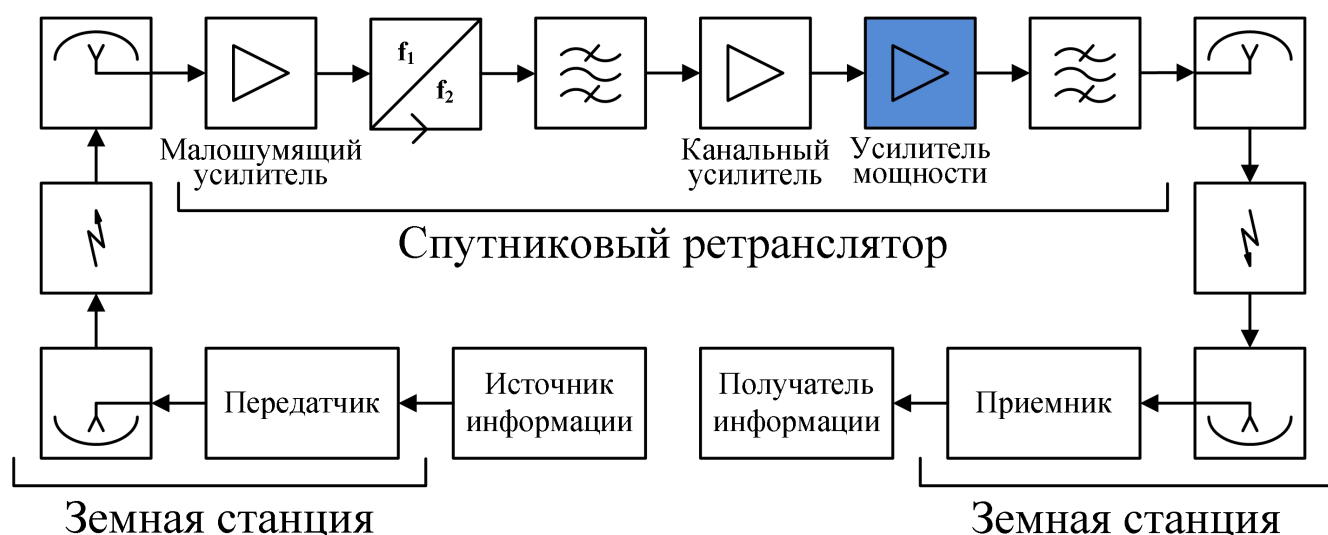 f1
f2
Малошумящий
усилитель
Канальный
усилитель
Усилитель
мощности
Спутниковый ретранслятор
Передатчик
Источник
информации
Получатель
информации
Приемник
Земная станция
Земная станция